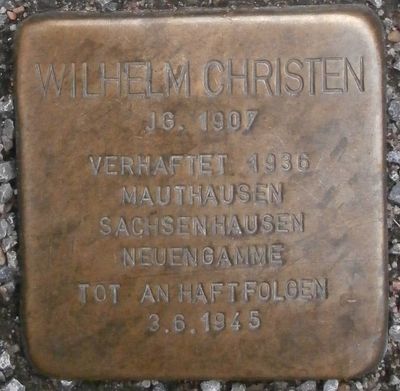 WILHELM CHRISTEN
JG. 1907
VERHAFTET 1936
MAUTHAUSEN
SACHSENHAUSEN
NEUENGAMME
TOT AN HAFTFOLGEN
3.6.1945